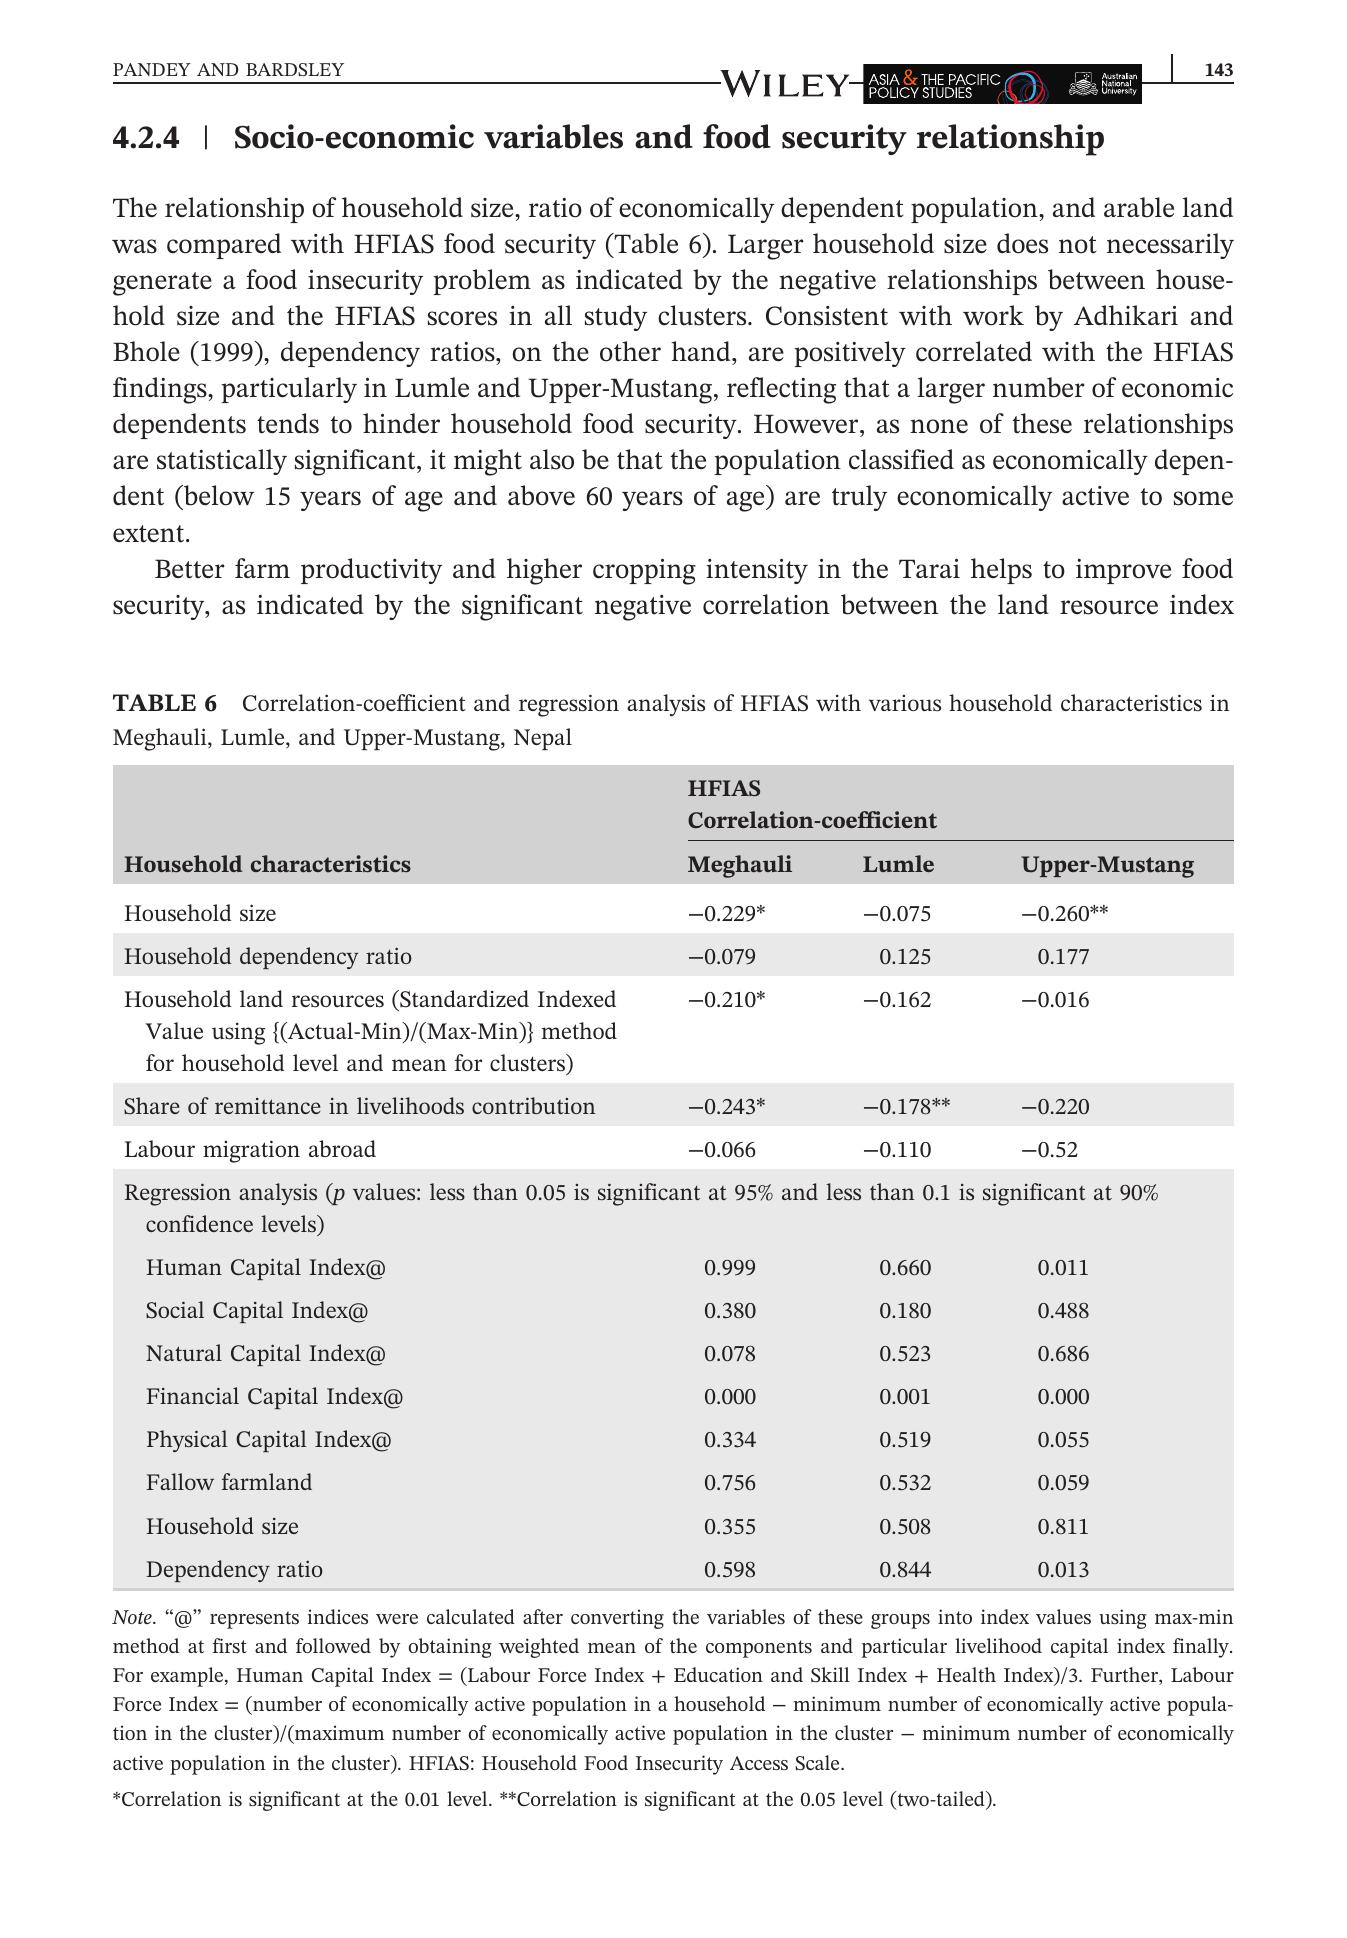 PANDEY AND BARDSLEY
WILEY
ASIA & THE PACIFIC
POLICY STUDIES
Australian
National
University
143
4.2.4 | Socio-economic variables and food security relationship
The relationship of household size, ratio of economically dependent population, and arable land
was compared with HFIAS food security (Table 6). Larger household size does not necessarily
generate a food insecurity problem as indicated by the negative relationships between house-
hold size and the HFIAS scores in all study clusters. Consistent with work by Adhikari and
Bhole (1999), dependency ratios, on the other hand, are positively correlated with the HFIAS
findings, particularly in Lumle and Upper-Mustang, reflecting that a larger number of economic
dependents tends to hinder household food security. However, as none of these relationships
are statistically significant, it might also be that the population classified as economically depen-
dent (below 15 years of age and above 60 years of age) are truly economically active to some
extent.
Better farm productivity and higher cropping intensity in the Tarai helps to improve food
security, as indicated by the significant negative correlation between the land resource index
TABLE 6 Correlation-coefficient and regression analysis of HFIAS with various household characteristics in
Meghauli, Lumle, and Upper-Mustang, Nepal
HFIAS
Correlation-coefficient
Household characteristics Meghauli Lumle Upper-Mustang
Household size −0.229* −0.075 −0.260**
Household dependency ratio −0.079 0.125 0.177
Household land resources (Standardized Indexed −0.210* −0.162 −0.016
Value using {(Actual-Min)/(Max-Min)} method
for household level and mean for clusters)
Share of remittance in livelihoods contribution −0.243* −0.178** −0.220
Labour migration abroad −0.066 −0.110 −0.52
Regression analysis (p values: less than 0.05 is significant at 95% and less than 0.1 is significant at 90%
confidence levels)
Human Capital Index@ 0.999 0.660 0.011
Social Capital Index@ 0.380 0.180 0.488
Natural Capital Index@ 0.078 0.523 0.686
Financial Capital Index@ 0.000 0.001 0.000
Physical Capital Index@ 0.334 0.519 0.055
Fallow farmland 0.756 0.532 0.059
Household size 0.355 0.508 0.811
Dependency ratio 0.598 0.844 0.013
Note. “@” represents indices were calculated after converting the variables of these groups into index values using max-min
method at first and followed by obtaining weighted mean of the components and particular livelihood capital index finally.
For example, Human Capital Index = (Labour Force Index + Education and Skill Index + Health Index)/3. Further, Labour
Force Index = (number of economically active population in a household − minimum number of economically active popula-
tion in the cluster)/(maximum number of economically active population in the cluster − minimum number of economically
active population in the cluster). HFIAS: Household Food Insecurity Access Scale.
*Correlation is significant at the 0.01 level. **Correlation is significant at the 0.05 level (two-tailed).